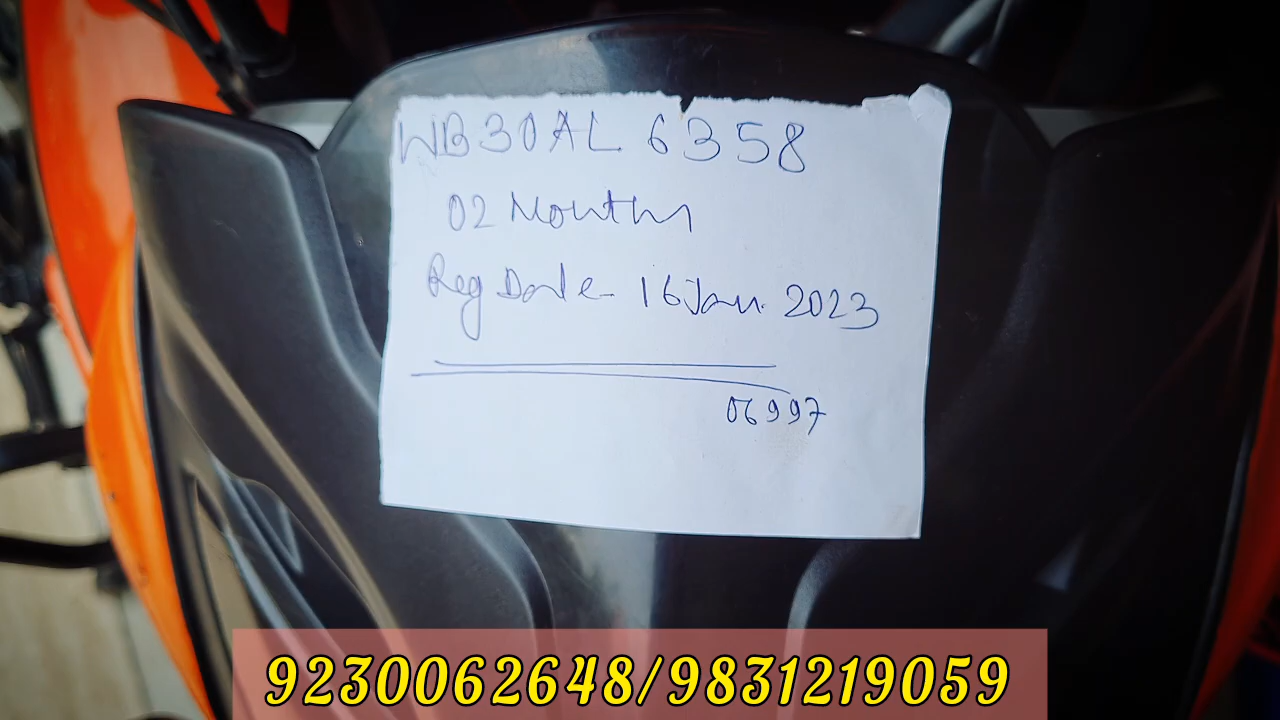 WB30AL 6358
02 Months
Reg Date- 16 Jan. 2023
06997
9230062648/9831219059